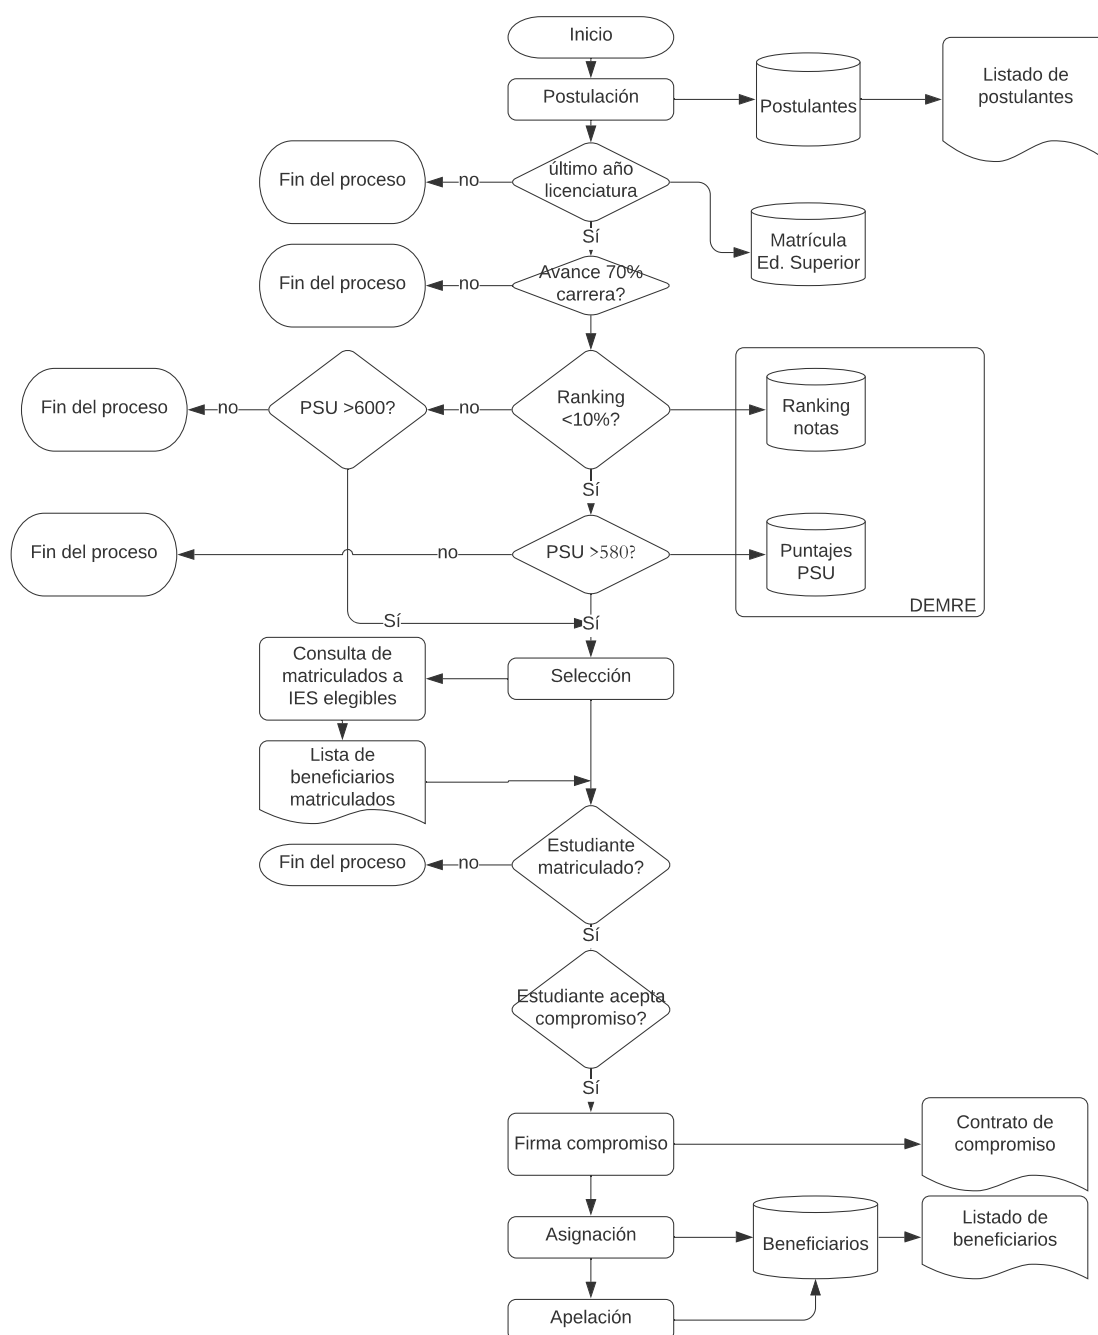 Inicio
Postulación
Postulantes
Listado de
postulantes
último año
licenciatura
no
Fin del proceso
Matrícula
Ed. Superior
Sí
Avance 70%
carrera?
no
Fin del proceso
Ranking
<10%?
no
PSU >600?
no
Fin del proceso
Ranking
notas
Sí
PSU >580?
no
Fin del proceso
Puntajes
PSU
DEMRE
Sí
Sí
Selección
Consulta de
matriculados a
IES elegibles
Lista de
beneficiarios
matriculados
Estudiante
matriculado?
no
Fin del proceso
Sí
Estudiante acepta
compromiso?
Sí
Firma compromiso
Contrato de
compromiso
Asignación
Beneficiarios
Listado de
beneficiarios
Apelación